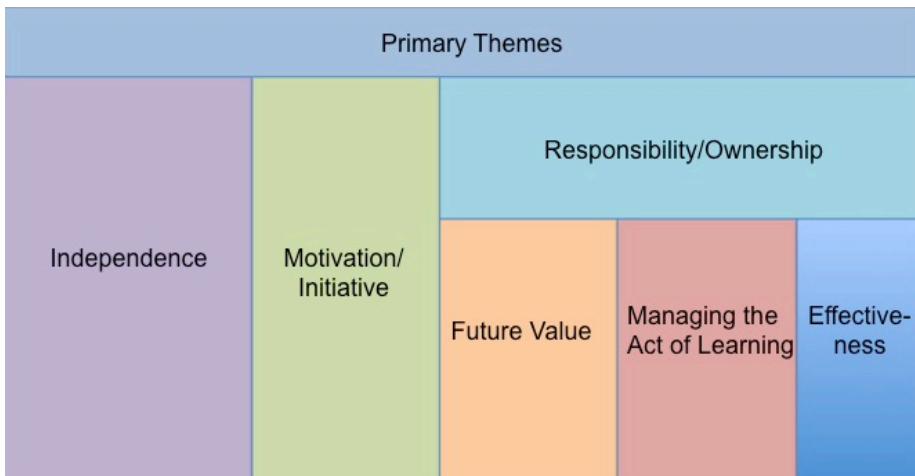 Primary Themes
Responsibility/Ownership
Independence
Motivation/
Initiative
Future Value
Managing the
Act of Learning
Effective-
ness